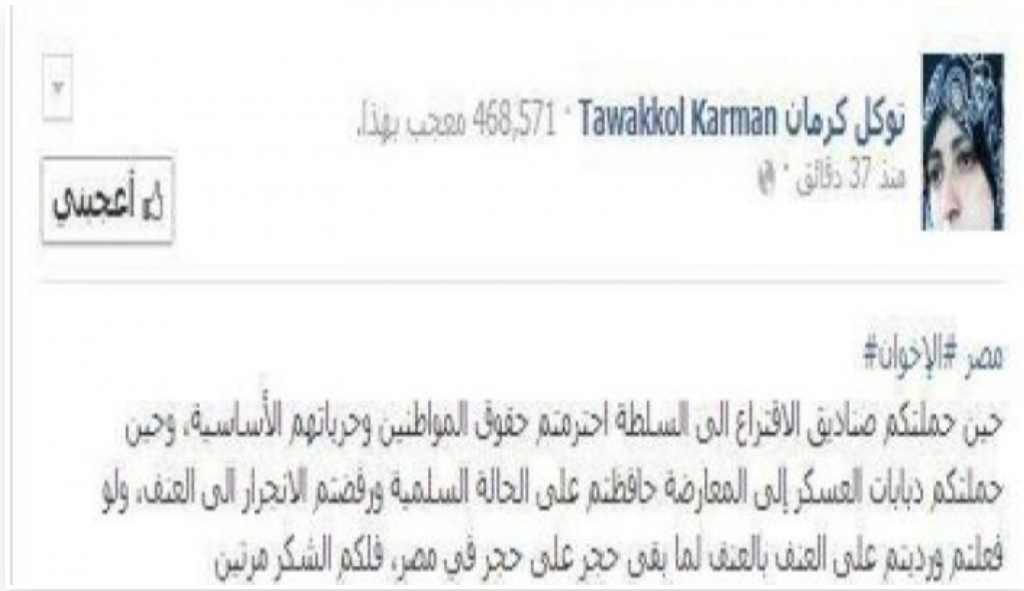 توكل كرمان Tawakkol Karman · 468,571 معجب بهذا.
منذ 37 دقائق ·
أعجبني
مصر #الإخوان#
حين حملتكم صناديق الاقتراع الى السلطة احترمتم حقوق المواطنين وحرياتهم الأساسية، وحين
حملتكم دبابات العسكر إلى المعارضة حافظتم على الحالة السلمية ورفضتم الانجرار الى العنف، ولو
فعلتم ورديتم على العنف بالعنف لما بقى حجر على حجر في مصر، فلكم الشكر مرتين